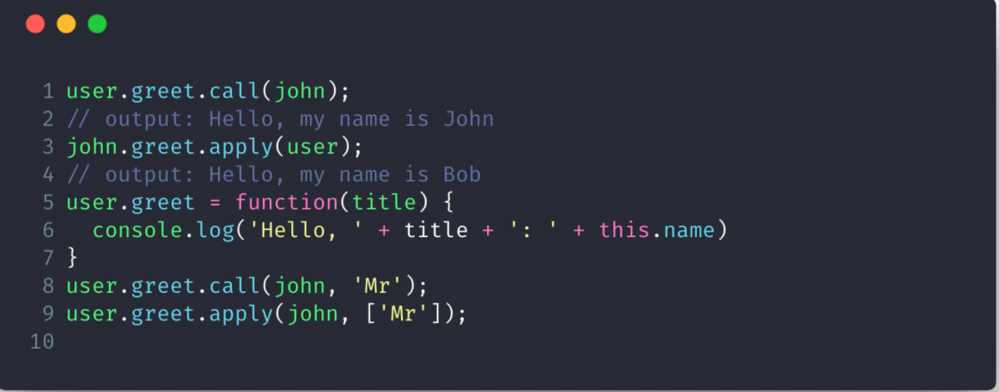 1 user.greet.call(john);
2 // output: Hello, my name is John
3 john.greet.apply(user);
4 // output: Hello, my name is Bob
5 user.greet = function(title) {
6   console.log('Hello, ' + title + ': ' + this.name)
7 }
8 user.greet.call(john, 'Mr');
9 user.greet.apply(john, ['Mr']);
10